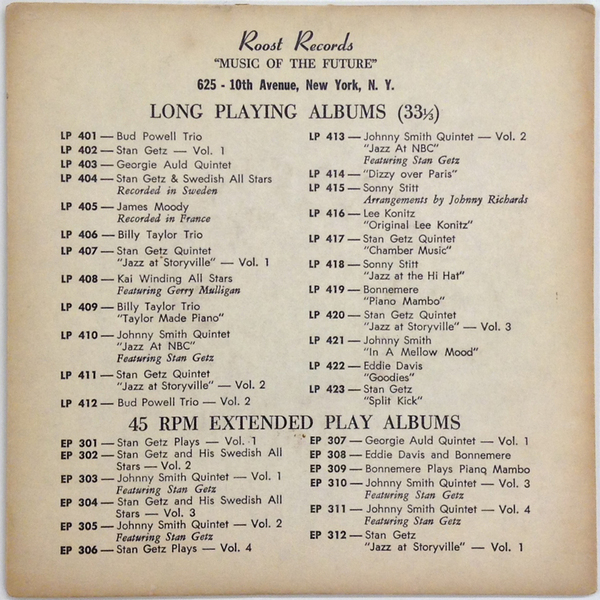 Roost Records
"MUSIC OF THE FUTURE"
625 - 10th Avenue, New York, N. Y.
LONG PLAYING ALBUMS (33⅓)
LP 401 — Bud Powell Trio
LP 402 — Stan Getz — Vol. 1
LP 403 — Georgie Auld Quintet
LP 404 — Stan Getz & Swedish All Stars
Recorded in Sweden
LP 405 — James Moody
Recorded in France
LP 406 — Billy Taylor Trio
LP 407 — Stan Getz Quintet
"Jazz at Storyville" — Vol. 1
LP 408 — Kai Winding All Stars
Featuring Gerry Mulligan
LP 409 — Billy Taylor Trio
"Taylor Made Piano"
LP 410 — Johnny Smith Quintet
"Jazz At NBC"
Featuring Stan Getz
LP 411 — Stan Getz Quintet
"Jazz at Storyville" — Vol. 2
LP 412 — Bud Powell Trio — Vol. 2
LP 413 — Johnny Smith Quintet — Vol. 2
"Jazz At NBC"
Featuring Stan Getz
LP 414 — "Dizzy over Paris"
LP 415 — Sonny Stitt
Arrangements by Johnny Richards
LP 416 — Lee Konitz
"Original Lee Konitz"
LP 417 — Stan Getz Quintet
"Chamber Music"
LP 418 — Sonny Stitt
"Jazz at the Hi Hat"
LP 419 — Bonnemere
"Piano Mambo"
LP 420 — Stan Getz Quintet
"Jazz at Storyville" — Vol. 3
LP 421 — Johnny Smith
"In A Mellow Mood"
LP 422 — Eddie Davis
"Goodies"
LP 423 — Stan Getz
"Split Kick"
45 RPM EXTENDED PLAY ALBUMS
EP 301 — Stan Getz Plays — Vol. 1
EP 302 — Stan Getz and His Swedish All
Stars — Vol. 2
EP 303 — Johnny Smith Quintet — Vol. 1
Featuring Stan Getz
EP 304 — Stan Getz and His Swedish All
Stars — Vol. 3
EP 305 — Johnny Smith Quintet — Vol. 2
Featuring Stan Getz
EP 306 — Stan Getz Plays — Vol. 4
EP 307 — Georgie Auld Quintet — Vol. 1
EP 308 — Eddie Davis and Bonnemere
EP 309 — Bonnemere Plays Piano Mambo
EP 310 — Johnny Smith Quintet — Vol. 3
Featuring Stan Getz
EP 311 — Johnny Smith Quintet — Vol. 4
Featuring Stan Getz
EP 312 — Stan Getz
"Jazz at Storyville" — Vol. 1